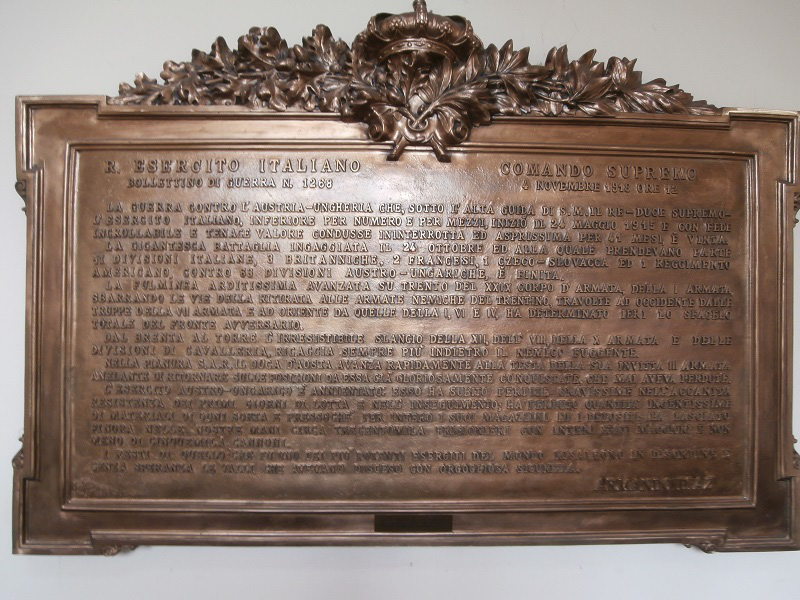 R. ESERCITO ITALIANO COMANDO SUPREMO
BOLLETTINO DI GUERRA N. 1268 4 NOVEMBRE 1918 ORE 12
LA GUERRA CONTRO L'AUSTRIA-UNGHERIA CHE, SOTTO L'ALTA GUIDA DI S.M. IL RE-DUCE SUPREMO-
L'ESERCITO ITALIANO, INFERIORE PER NUMERO E PER MEZZI, INIZIÒ IL 24 MAGGIO 1915 E CON FEDE
INCROLLABILE E TENACE VALORE CONDUSSE ININTERROTTA ED ASPRISSIMA PER 41 MESI, È VINTA.
LA GIGANTESCA BATTAGLIA INGAGGIATA IL 24 OTTOBRE ED ALLA QUALE PRENDEVANO PARTE
51 DIVISIONI ITALIANE, 3 BRITANNICHE, 2 FRANCESI, 1 CZECO-SLOVACCA ED 1 REGGIMENTO
AMERICANO, CONTRO 63 DIVISIONI AUSTRO-UNGARICHE, È FINITA.
LA FULMINEA ARDITISSIMA AVANZATA SU TRENTO DEL XXIX CORPO D'ARMATA DELLA I ARMATA,
SBARRANDO LE VIE DELLA RITIRATA ALLE ARMATE NEMICHE DEL TRENTINO, TRAVOLTE AD OCCIDENTE DALLE
TRUPPE DELLA VII ARMATA E AD ORIENTE DA QUELLE DELLA I, VI E IV, HA DETERMINATO IERI LO SFACELO
TOTALE DEL FRONTE AVVERSARIO.
DAL BRENTA AL TORRE L'IRRESISTIBILE SLANCIO DELLA XII, DELL' VIII, DELLA X ARMATA E DELLE
DIVISIONI DI CAVALLERIA, RICACCIA SEMPRE PIÙ INDIETRO IL NEMICO FUGGENTE.
NELLA PIANURA S.A.R. IL DUCA D'AOSTA AVANZA RAPIDAMENTE ALLA TESTA DELLA SUA INVITTA III ARMATA,
ANELANTE DI RITORNARE SULLE POSIZIONI DA ESSA GIÀ GLORIOSAMENTE CONQUISTATE, CHE MAI AVEVA PERDUTE.
L'ESERCITO AUSTRO-UNGARICO È ANNIENTATO: ESSO HA SUBITO PERDITE GRAVISSIME NELL'ACCANITA
RESISTENZA DEI PRIMI GIORNI DI LOTTA E NELL'INSEGUIMENTO; HA PERDUTO QUANTITÀ INGENTISSIME
DI MATERIALE DI OGNI SORTA E PRESSOCHÈ PER INTERO I SUOI MAGAZZINI E I DEPOSITI. HA LASCIATO
FINORA NELLE NOSTRE MANI CIRCA TRECENTOMILA PRIGIONIERI CON INTERI STATI MAGGIORI E NON
MENO DI CINQUEMILA CANNONI.
I RESTI DI QUELLO CHE FU UNO DEI PIÙ POTENTI ESERCITI DEL MONDO RISALGONO IN DISORDINE E
SENZA SPERANZA LE VALLI CHE AVEVANO DISCESO CON ORGOGLIOSA SICUREZZA.
ARMANDO DIAZ